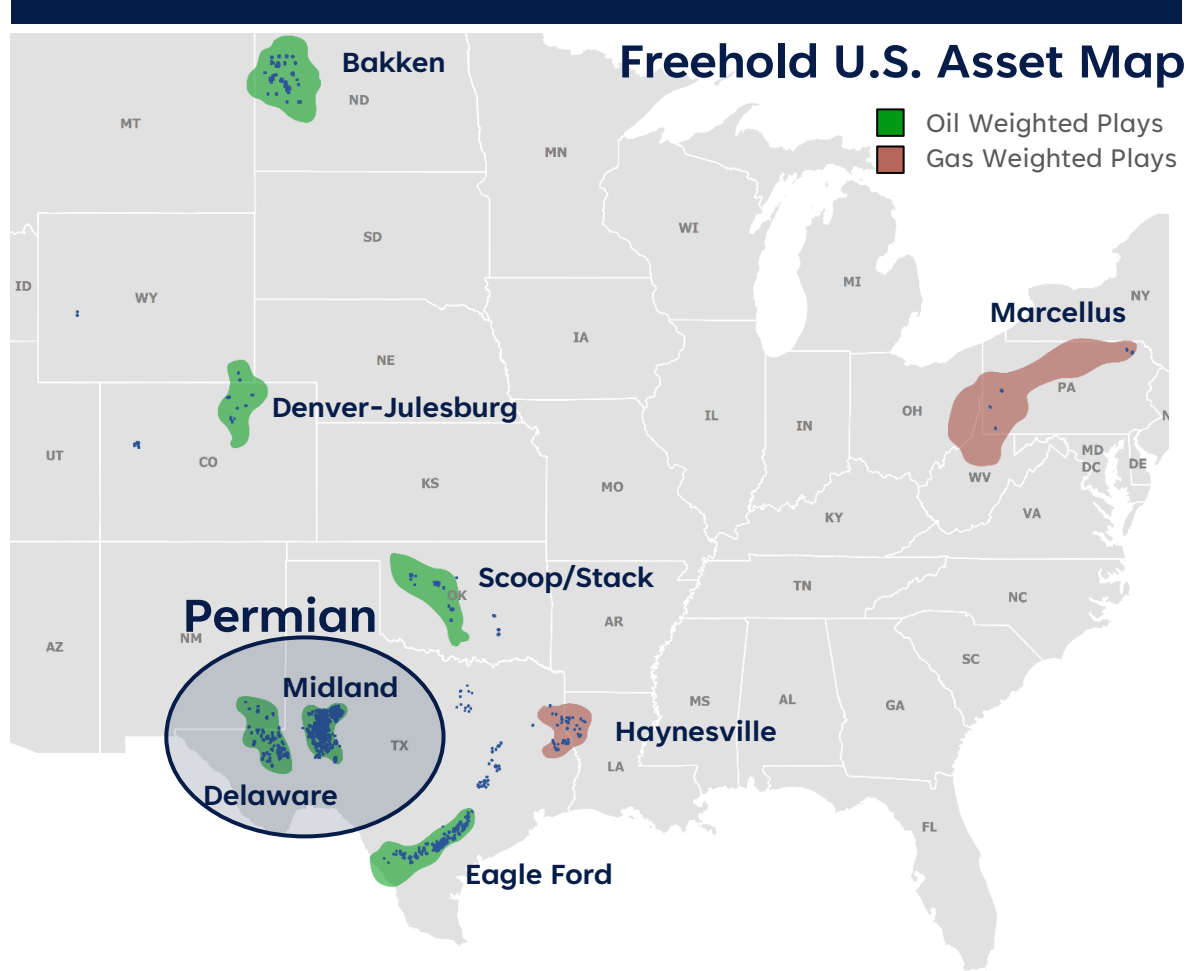 Freehold U.S. Asset Map
Oil Weighted Plays
Gas Weighted Plays
Bakken
ND
MT
MN
WI
SD
MI
ID
WY
NY
Marcellus
IA
NE
PA
Denver-Julesburg
IL
IN
OH
N
UT
CO
MD
DC
DE
WV
KS
MO
VA
KY
Scoop/Stack
OK
TN
NC
Permian
NM
AR
AZ
SC
Midland
MS
AL
GA
Haynesville
TX
LA
Delaware
FL
Eagle Ford